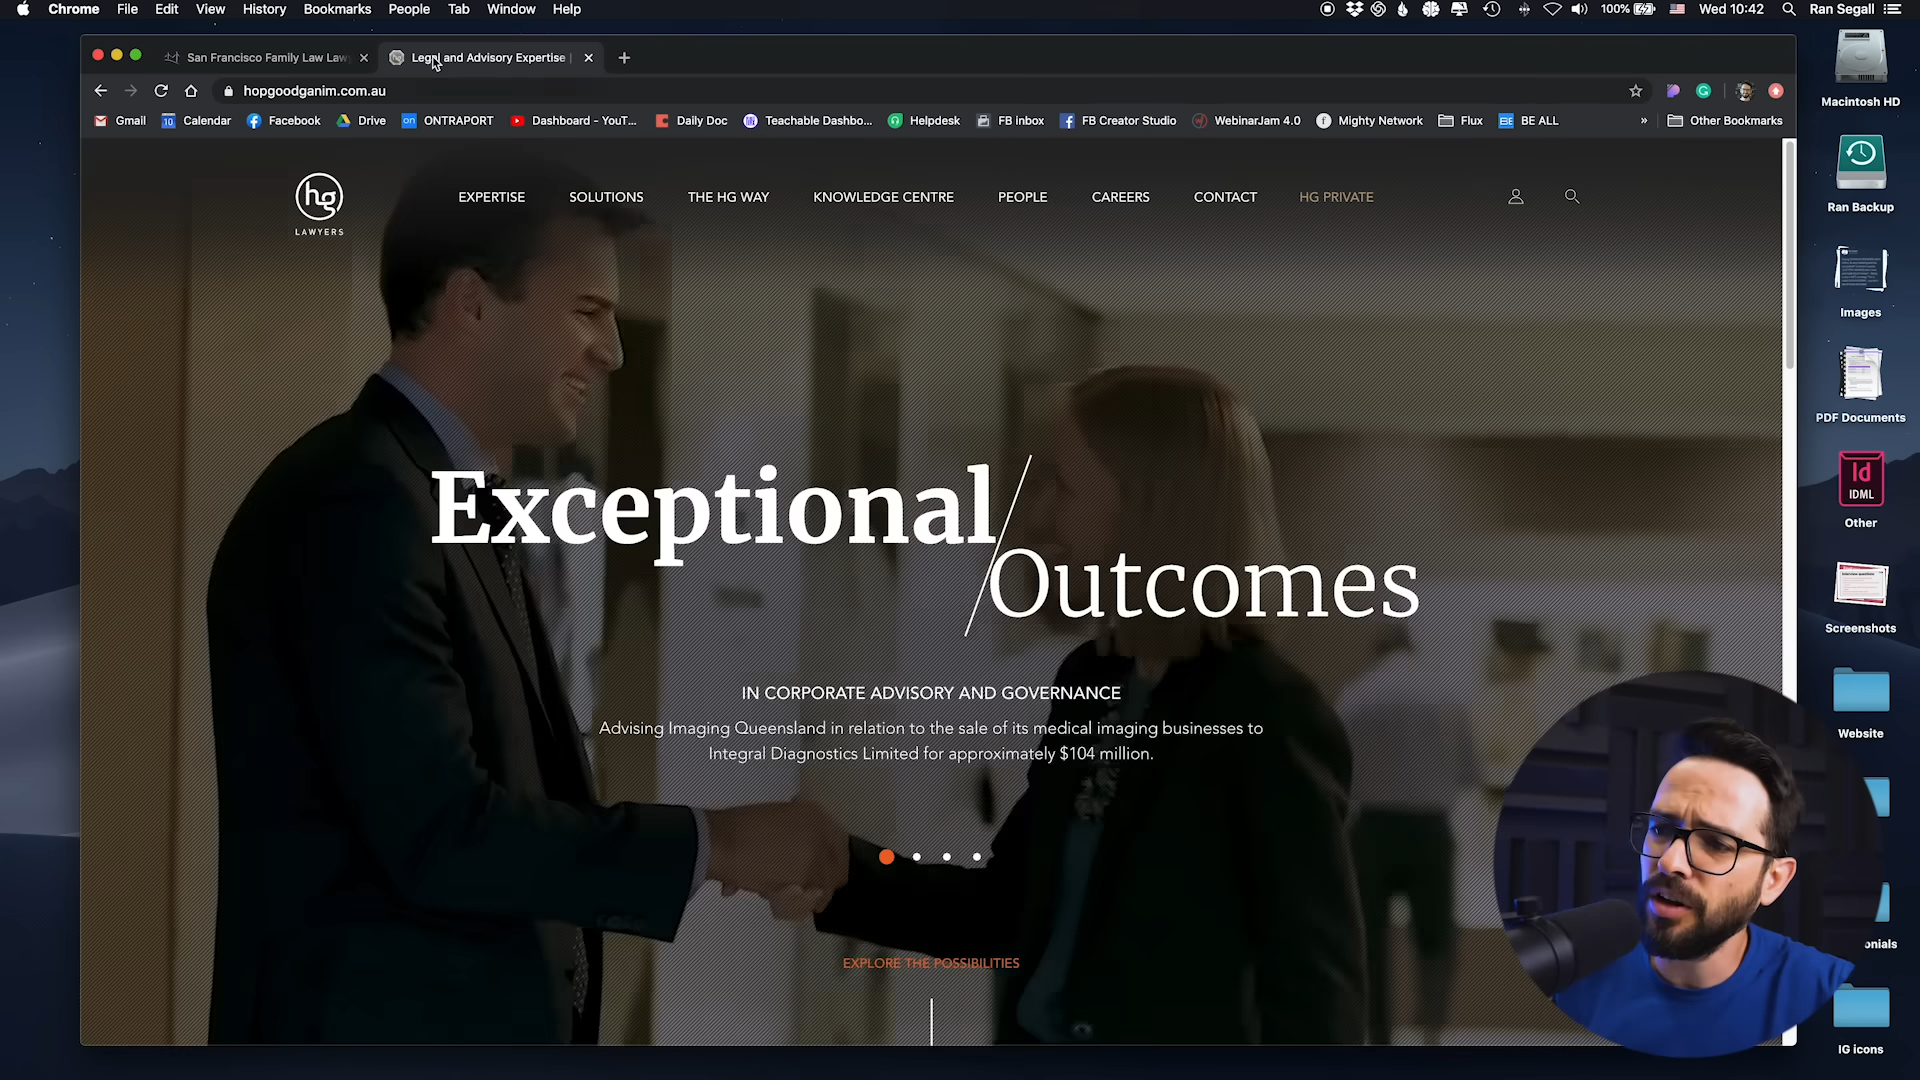 Chrome File Edit View History Bookmarks People Tab Window Help
100% Wed 10:42 Ran Segall
San Francisco Family Law Law
Legal and Advisory Expertise |
hopgoodganim.com.au
Gmail Calendar Facebook Drive ONTRAPORT Dashboard - YouT... Daily Doc Teachable Dashbo... Helpdesk FB inbox FB Creator Studio WebinarJam 4.0 Mighty Network Flux BE ALL » Other Bookmarks
hg
LAWYERS
EXPERTISE SOLUTIONS THE HG WAY KNOWLEDGE CENTRE PEOPLE CAREERS CONTACT HG PRIVATE
Exceptional
Outcomes
IN CORPORATE ADVISORY AND GOVERNANCE
Advising Imaging Queensland in relation to the sale of its medical imaging businesses to
Integral Diagnostics Limited for approximately $104 million.
EXPLORE THE POSSIBILITIES
Macintosh HD
Ran Backup
Images
PDF Documents
Id
IDML
Other
Screenshots
Website
onials
IG icons